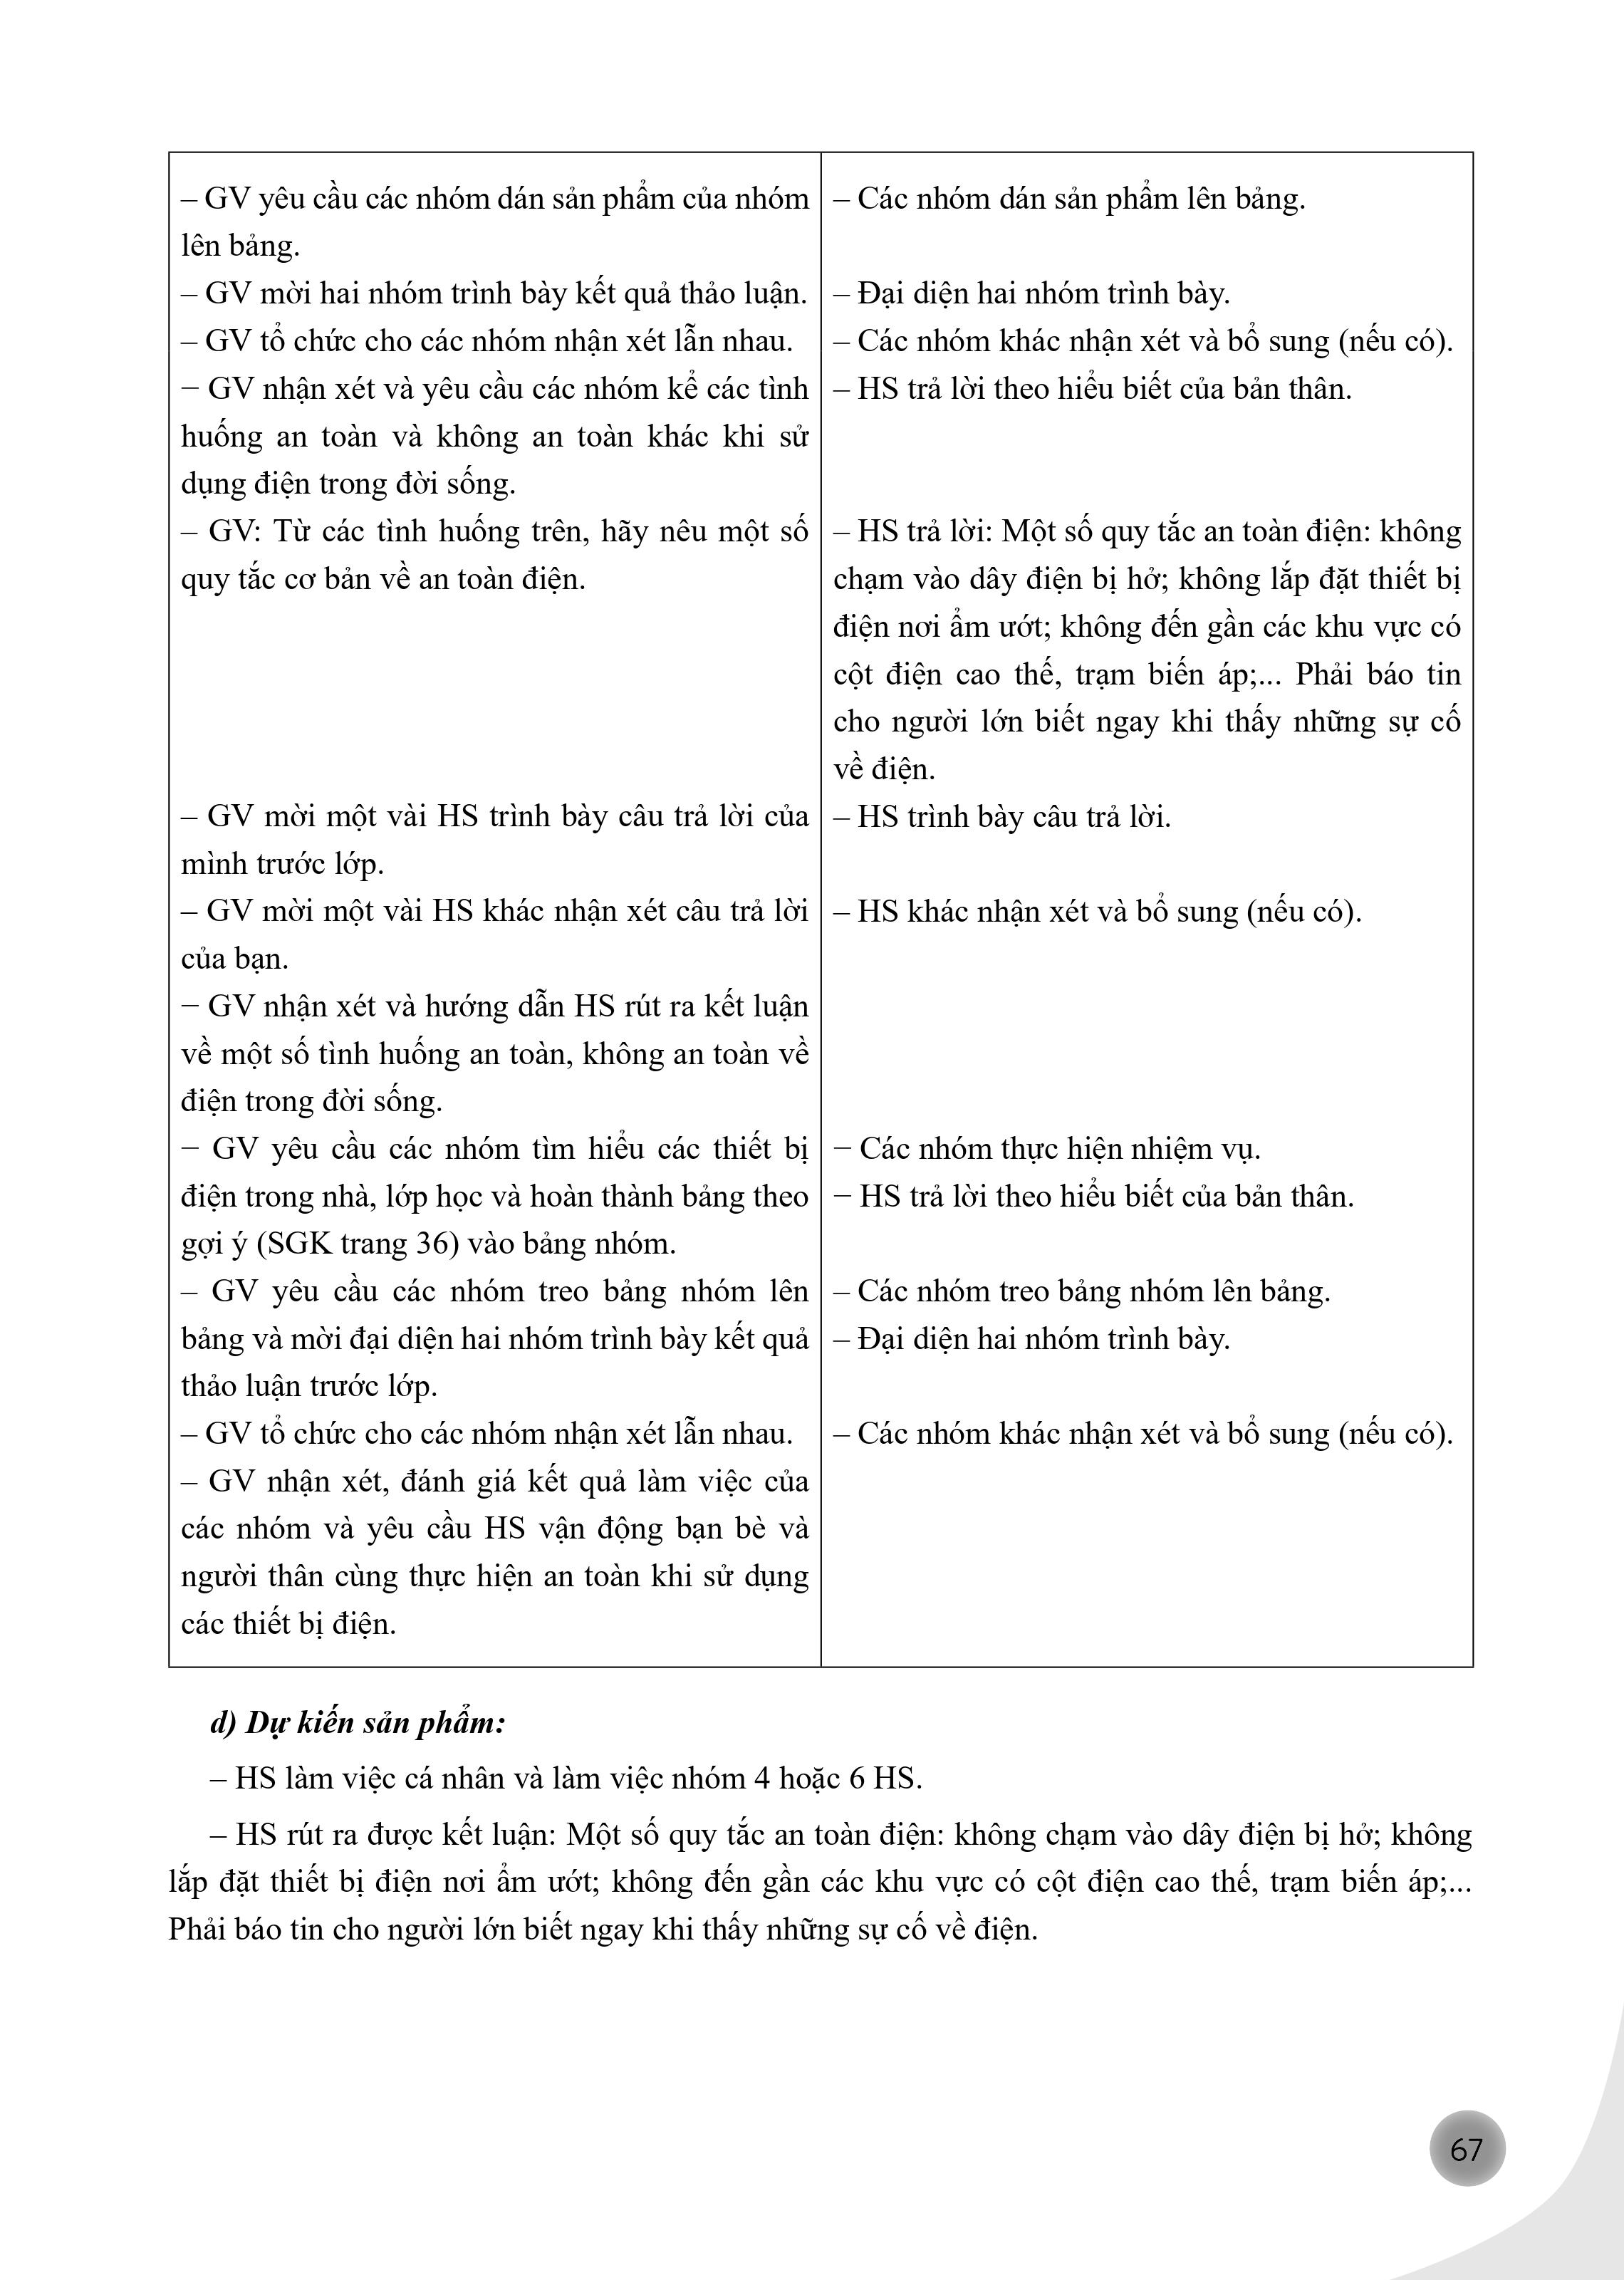 – GV yêu cầu các nhóm dán sản phẩm của nhóm
lên bảng.
– GV mời hai nhóm trình bày kết quả thảo luận.
– GV tổ chức cho các nhóm nhận xét lẫn nhau.
– GV nhận xét và yêu cầu các nhóm kể các tình
huống an toàn và không an toàn khác khi sử
dụng điện trong đời sống.
– GV: Từ các tình huống trên, hãy nêu một số
quy tắc cơ bản về an toàn điện.
– GV mời một vài HS trình bày câu trả lời của
mình trước lớp.
– GV mời một vài HS khác nhận xét câu trả lời
của bạn.
– GV nhận xét và hướng dẫn HS rút ra kết luận
về một số tình huống an toàn, không an toàn về
điện trong đời sống.
– GV yêu cầu các nhóm tìm hiểu các thiết bị
điện trong nhà, lớp học và hoàn thành bảng theo
gợi ý (SGK trang 36) vào bảng nhóm.
– GV yêu cầu các nhóm treo bảng nhóm lên
bảng và mời đại diện hai nhóm trình bày kết quả
thảo luận trước lớp.
– GV tổ chức cho các nhóm nhận xét lẫn nhau.
– GV nhận xét, đánh giá kết quả làm việc của
các nhóm và yêu cầu HS vận động bạn bè và
người thân cùng thực hiện an toàn khi sử dụng
các thiết bị điện.
– Các nhóm dán sản phẩm lên bảng.
– Đại diện hai nhóm trình bày.
– Các nhóm khác nhận xét và bổ sung (nếu có).
– HS trả lời theo hiểu biết của bản thân.
– HS trả lời: Một số quy tắc an toàn điện: không
chạm vào dây điện bị hở; không lắp đặt thiết bị
điện nơi ẩm ướt; không đến gần các khu vực có
cột điện cao thế, trạm biến áp;... Phải báo tin
cho người lớn biết ngay khi thấy những sự cố
về điện.
– HS trình bày câu trả lời.
– HS khác nhận xét và bổ sung (nếu có).
– Các nhóm thực hiện nhiệm vụ.
– HS trả lời theo hiểu biết của bản thân.
– Các nhóm treo bảng nhóm lên bảng.
– Đại diện hai nhóm trình bày.
– Các nhóm khác nhận xét và bổ sung (nếu có).
d) Dự kiến sản phẩm:
– HS làm việc cá nhân và làm việc nhóm 4 hoặc 6 HS.
– HS rút ra được kết luận: Một số quy tắc an toàn điện: không chạm vào dây điện bị hở; không
lắp đặt thiết bị điện nơi ẩm ướt; không đến gần các khu vực có cột điện cao thế, trạm biến áp;...
Phải báo tin cho người lớn biết ngay khi thấy những sự cố về điện.
67